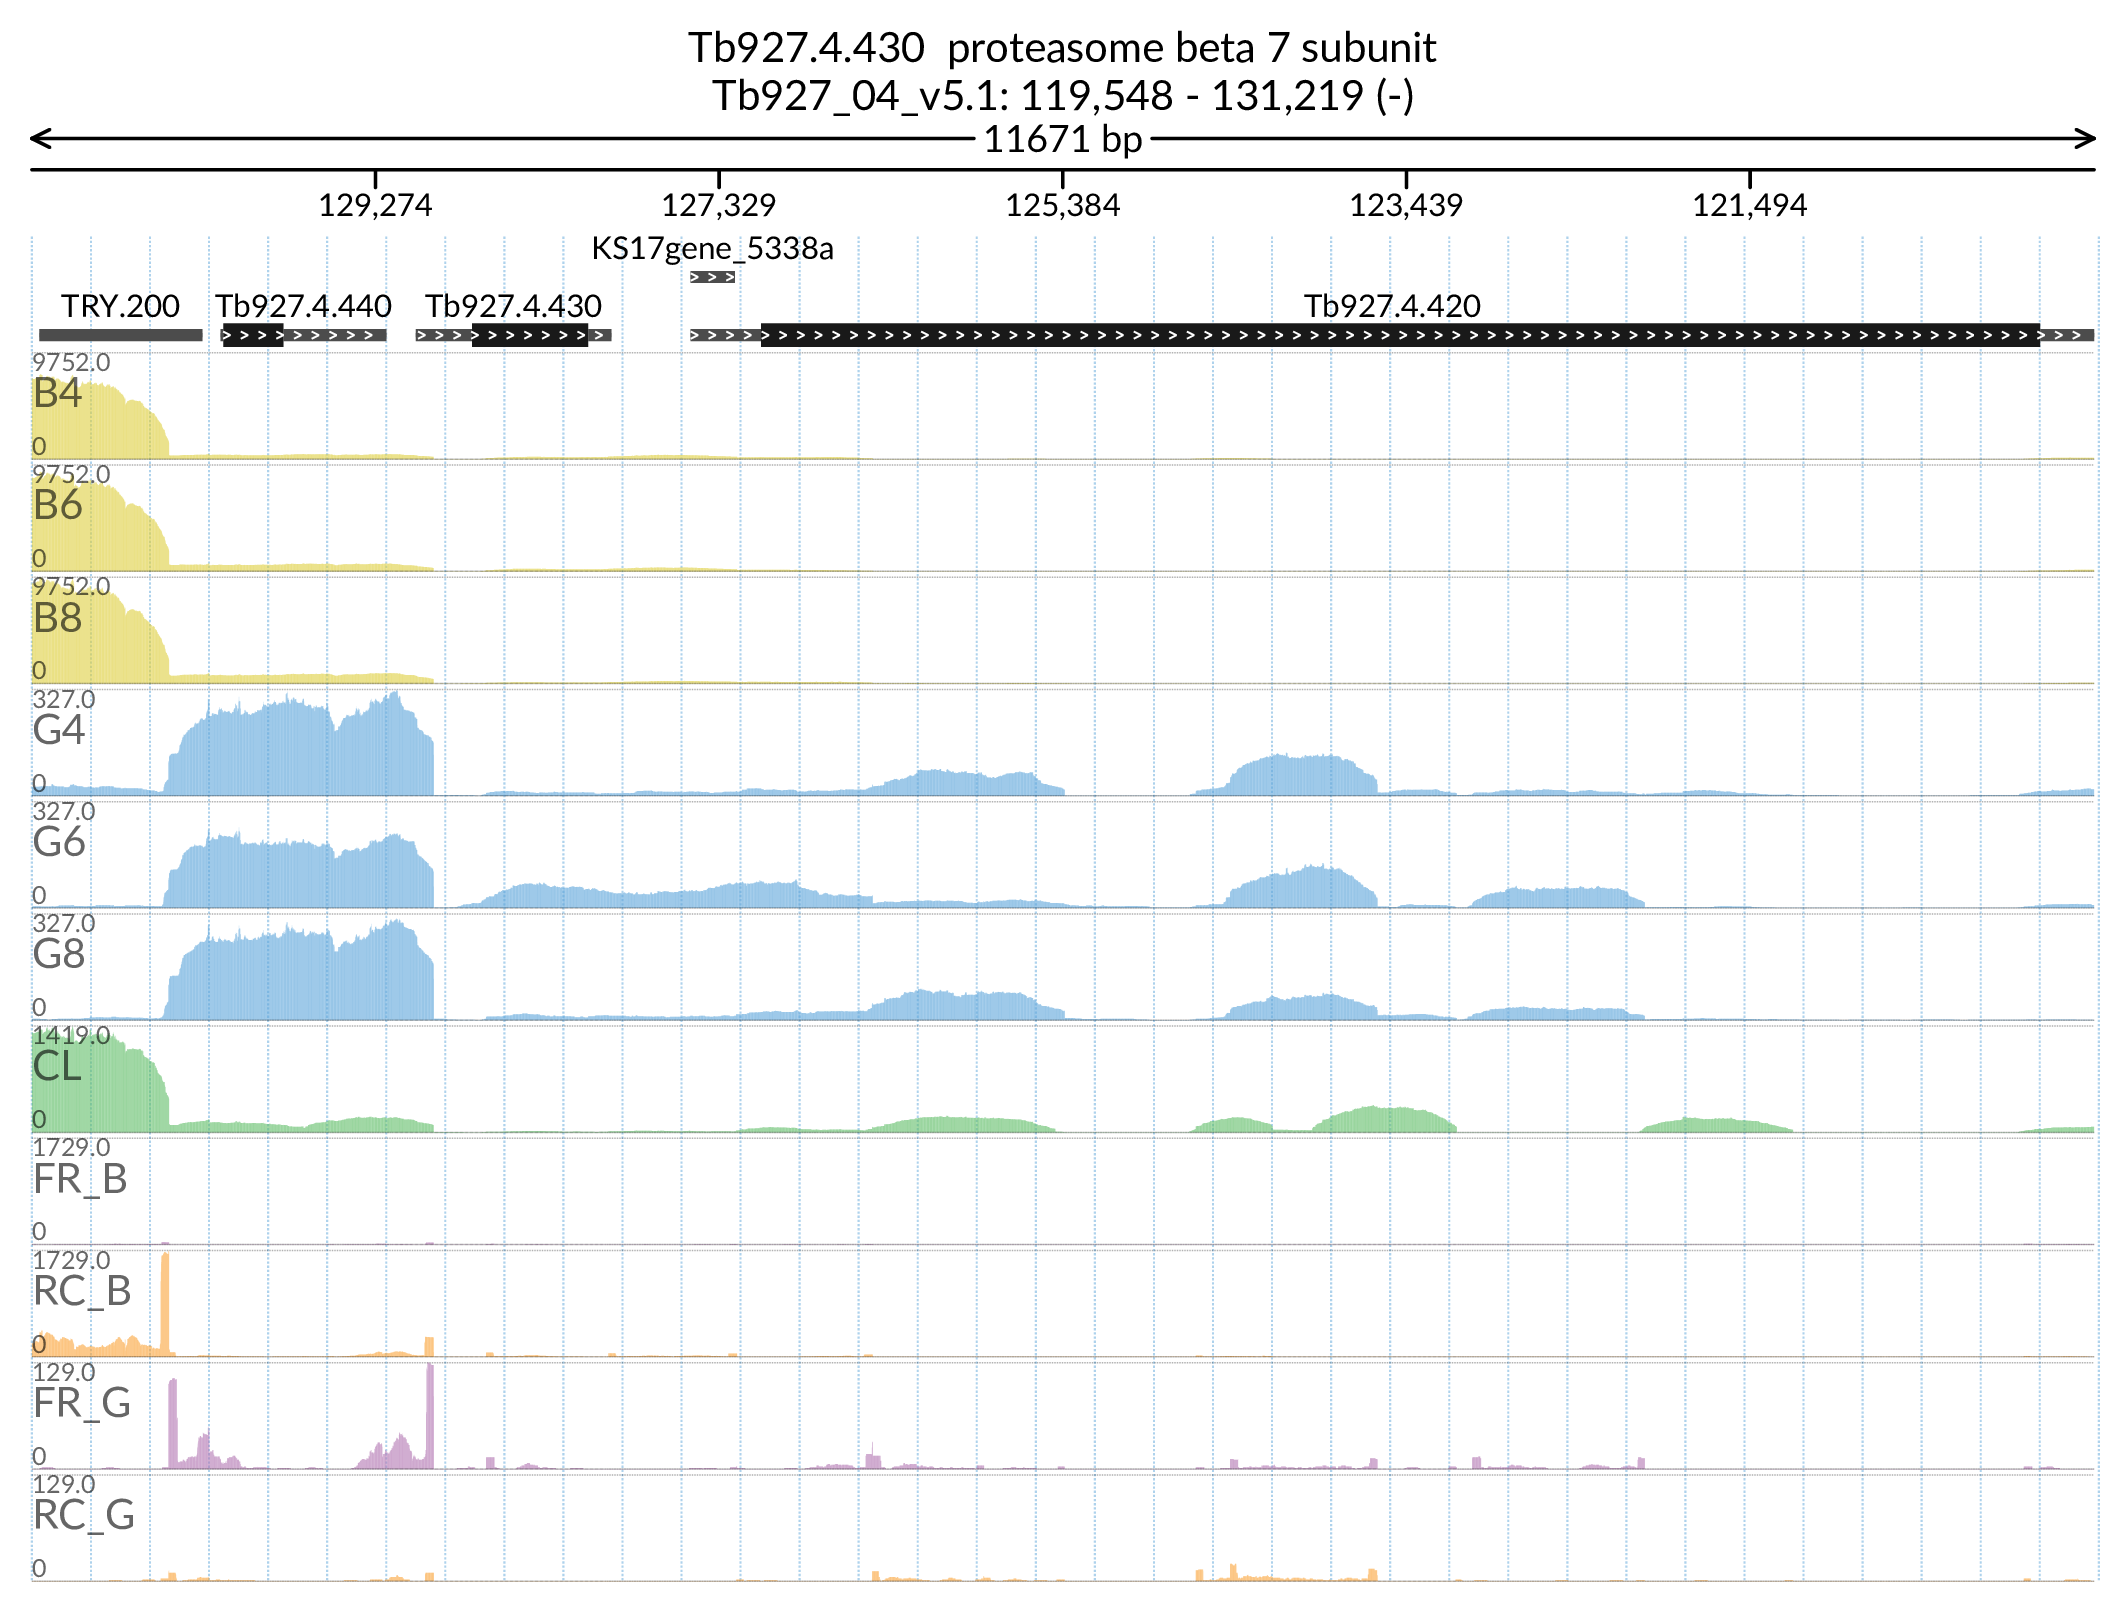 Tb927.4.430  proteasome beta 7 subunit
Tb927_04_v5.1: 119,548 - 131,219 (-)
11671 bp
129,274 127,329 125,384 123,439 121,494
KS17gene_5338a
TRY.200 Tb927.4.440 Tb927.4.430 Tb927.4.420
9752.0
B4
0
9752.0
B6
0
9752.0
B8
0
327.0
G4
0
327.0
G6
0
327.0
G8
0
1419.0
CL
0
1729.0
FR_B
0
1729.0
RC_B
0
129.0
FR_G
0
129.0
RC_G
0